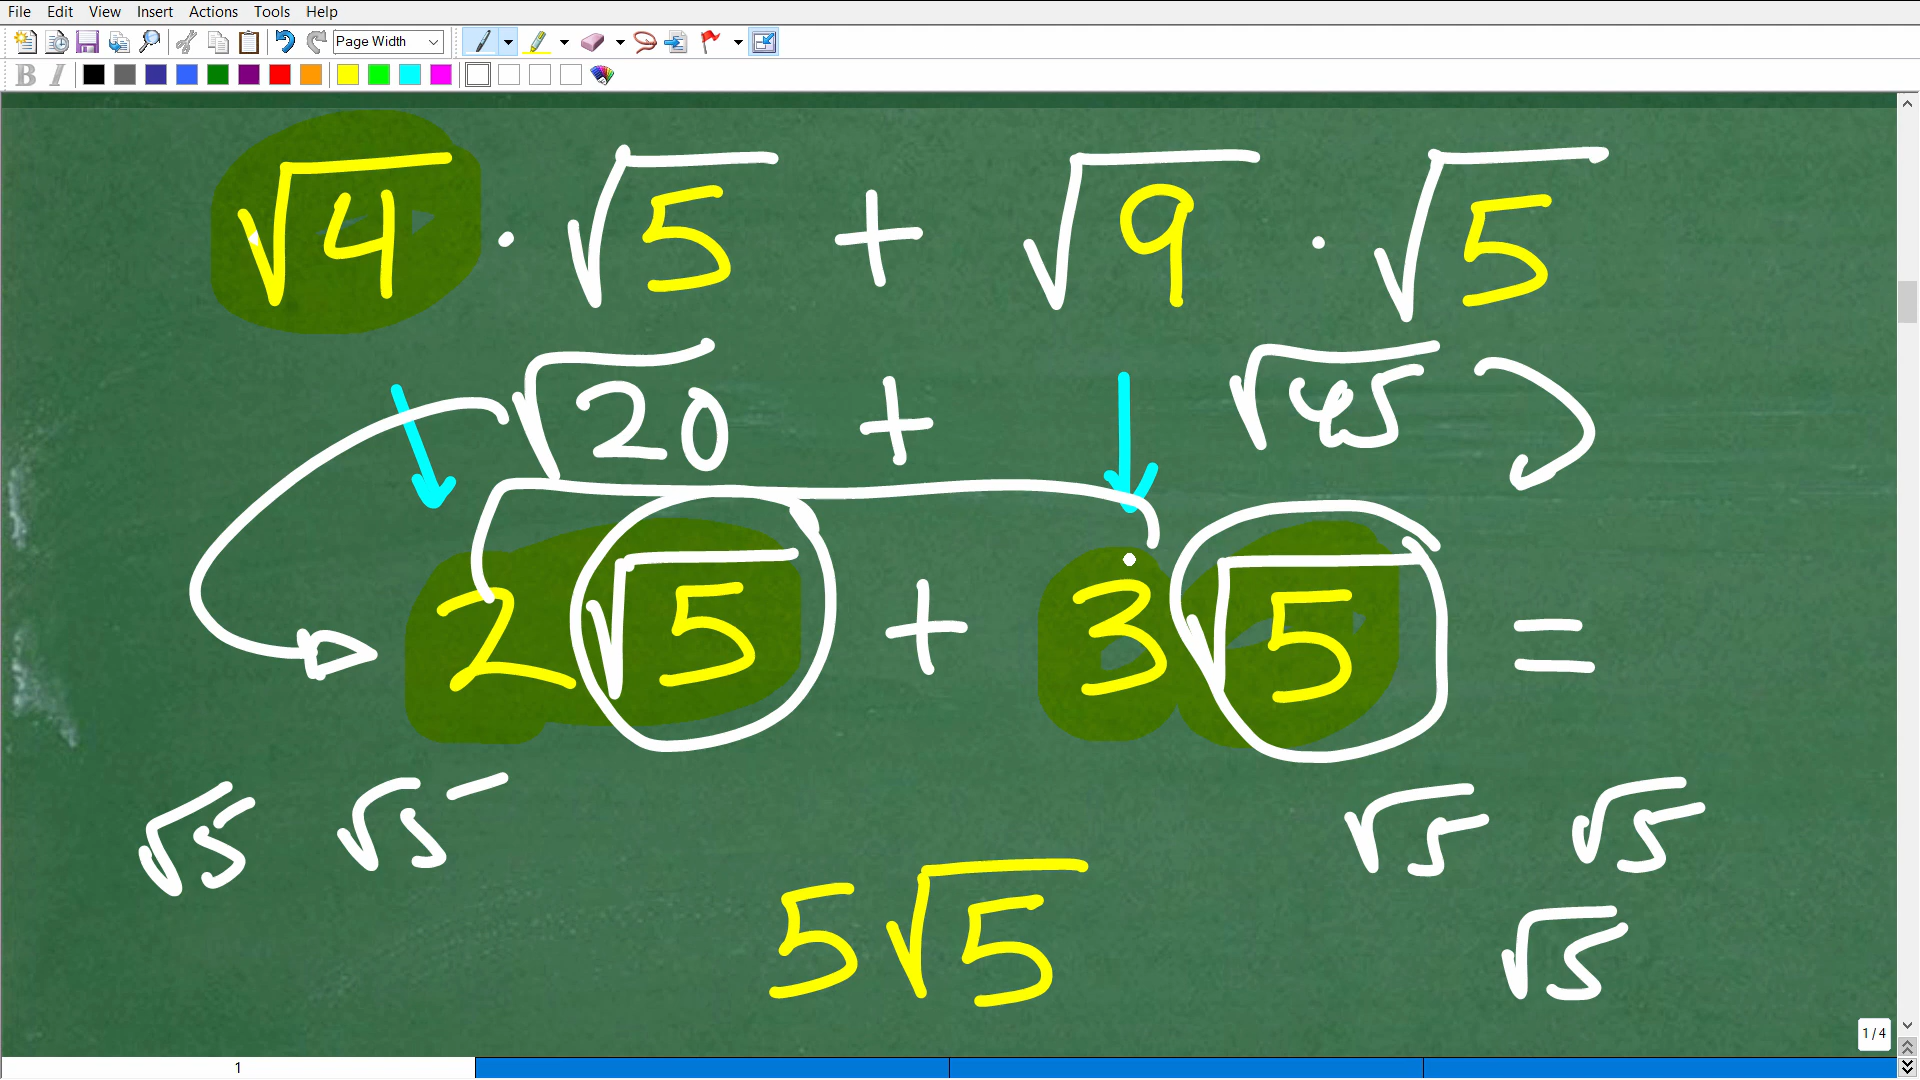 File Edit View Insert Actions Tools Help
Page Width
B I
√4 · √5 + √9 · √5
√20 + √45
2√5 + 3√5 =
√5 √5 √5 √5
5√5 √5
1 / 4
1